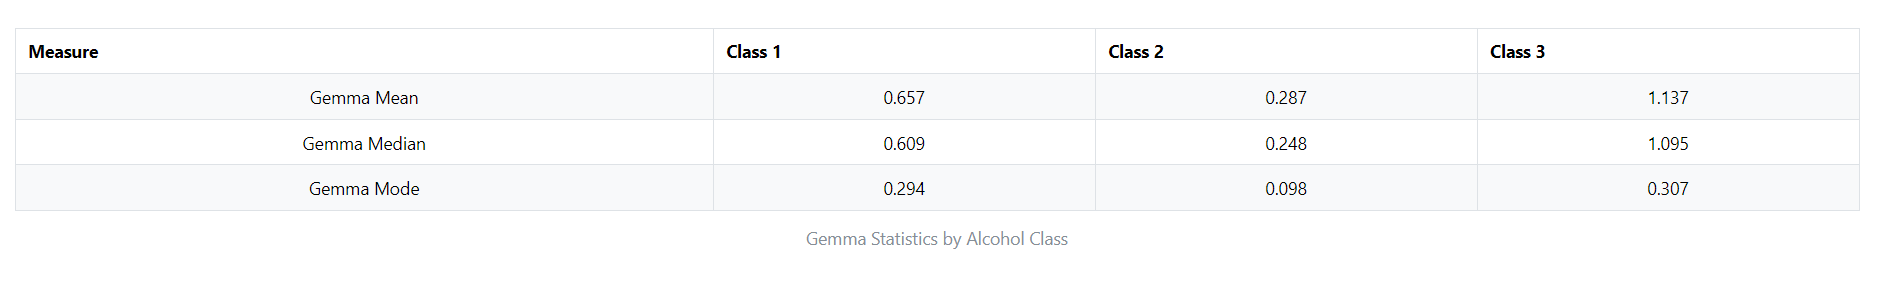 Measure Class 1 Class 2 Class 3
Gemma Mean 0.657 0.287 1.137
Gemma Median 0.609 0.248 1.095
Gemma Mode 0.294 0.098 0.307
Gemma Statistics by Alcohol Class